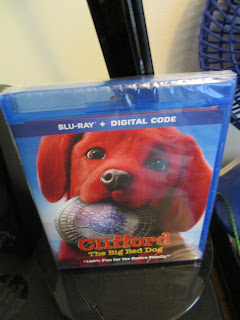 BLU-RAY + DIGITAL CODE
Clifford
The Big Red Dog
"100% Fun for the Entire Family"